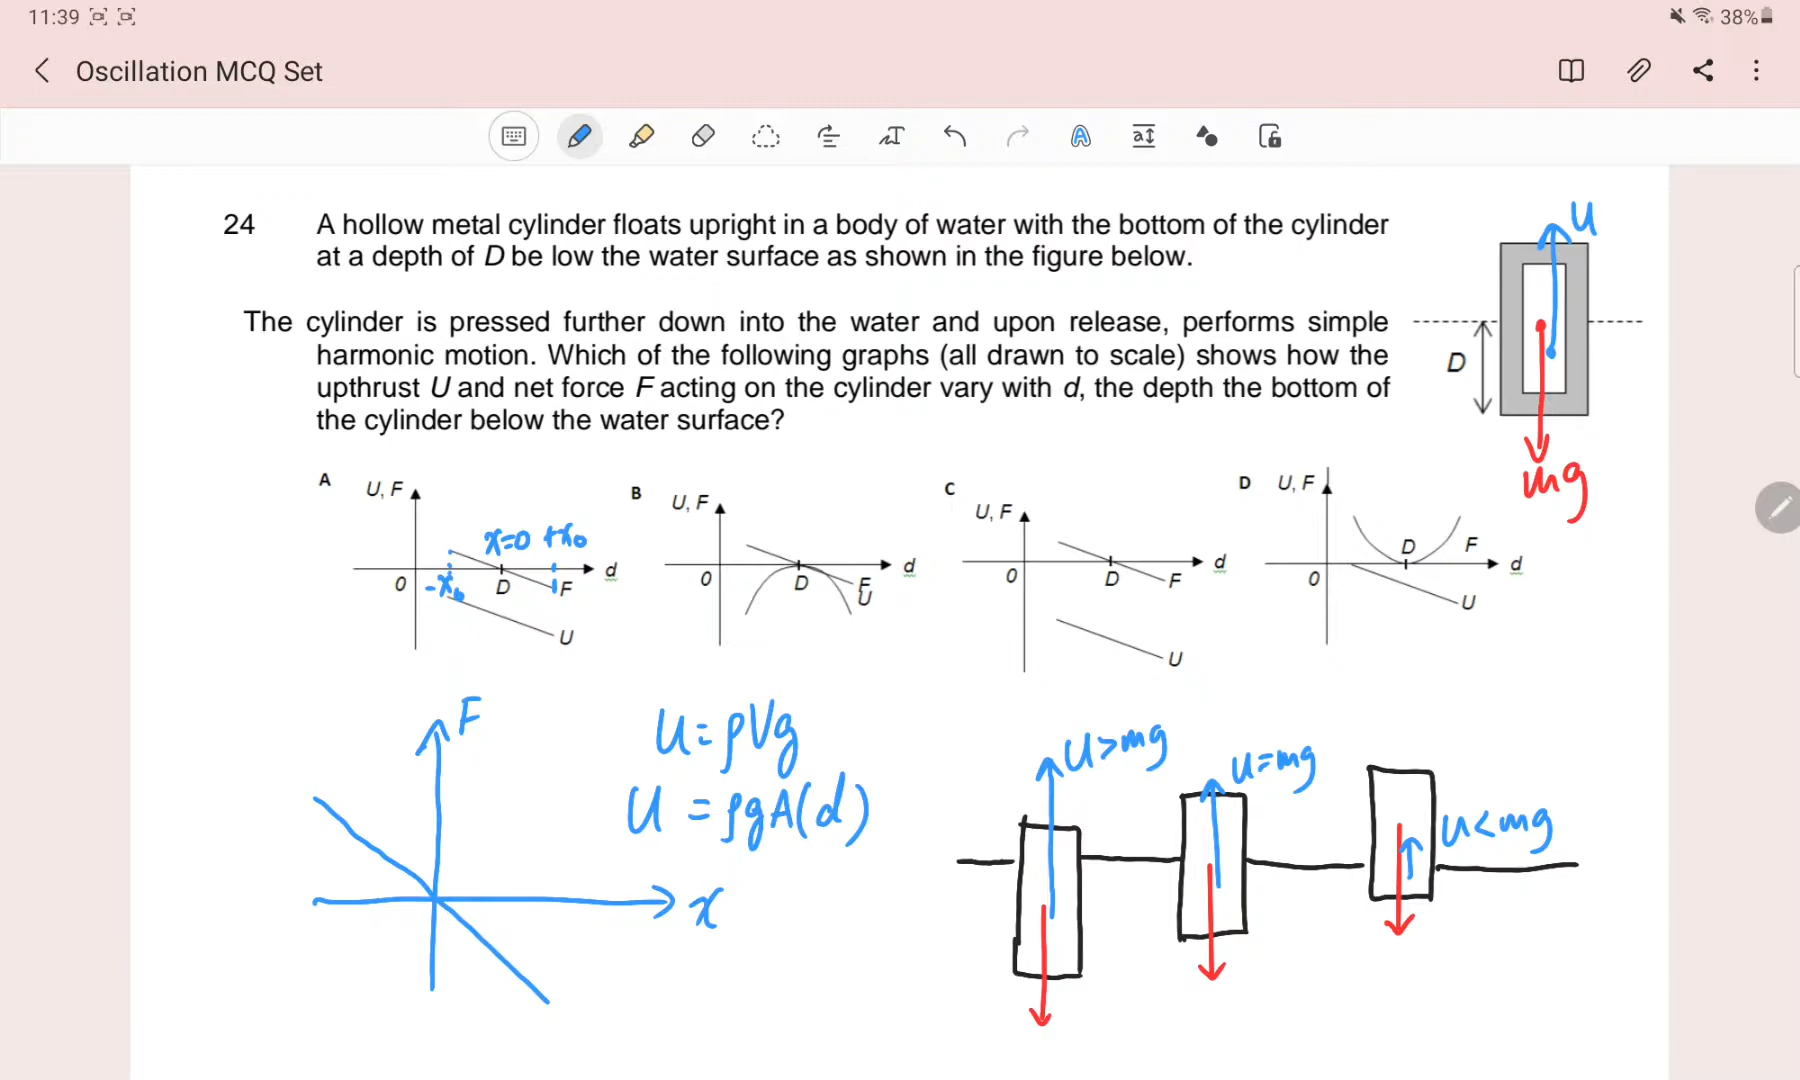 11:39
38%
Oscillation MCQ Set
24 A hollow metal cylinder floats upright in a body of water with the bottom of the cylinder
at a depth of D be low the water surface as shown in the figure below.
The cylinder is pressed further down into the water and upon release, performs simple
harmonic motion. Which of the following graphs (all drawn to scale) shows how the
upthrust U and net force F acting on the cylinder vary with d, the depth the bottom of
the cylinder below the water surface?
U
D
mg
A U, F
x=0 +x₀
0 -x₀ D F d
U
B U, F
0 D F d
U
C U, F
0 D F d
U
D U, F
0 D F d
U
F
x
U = ρVg
U = ρgA(d)
U>mg
U=mg
U<mg